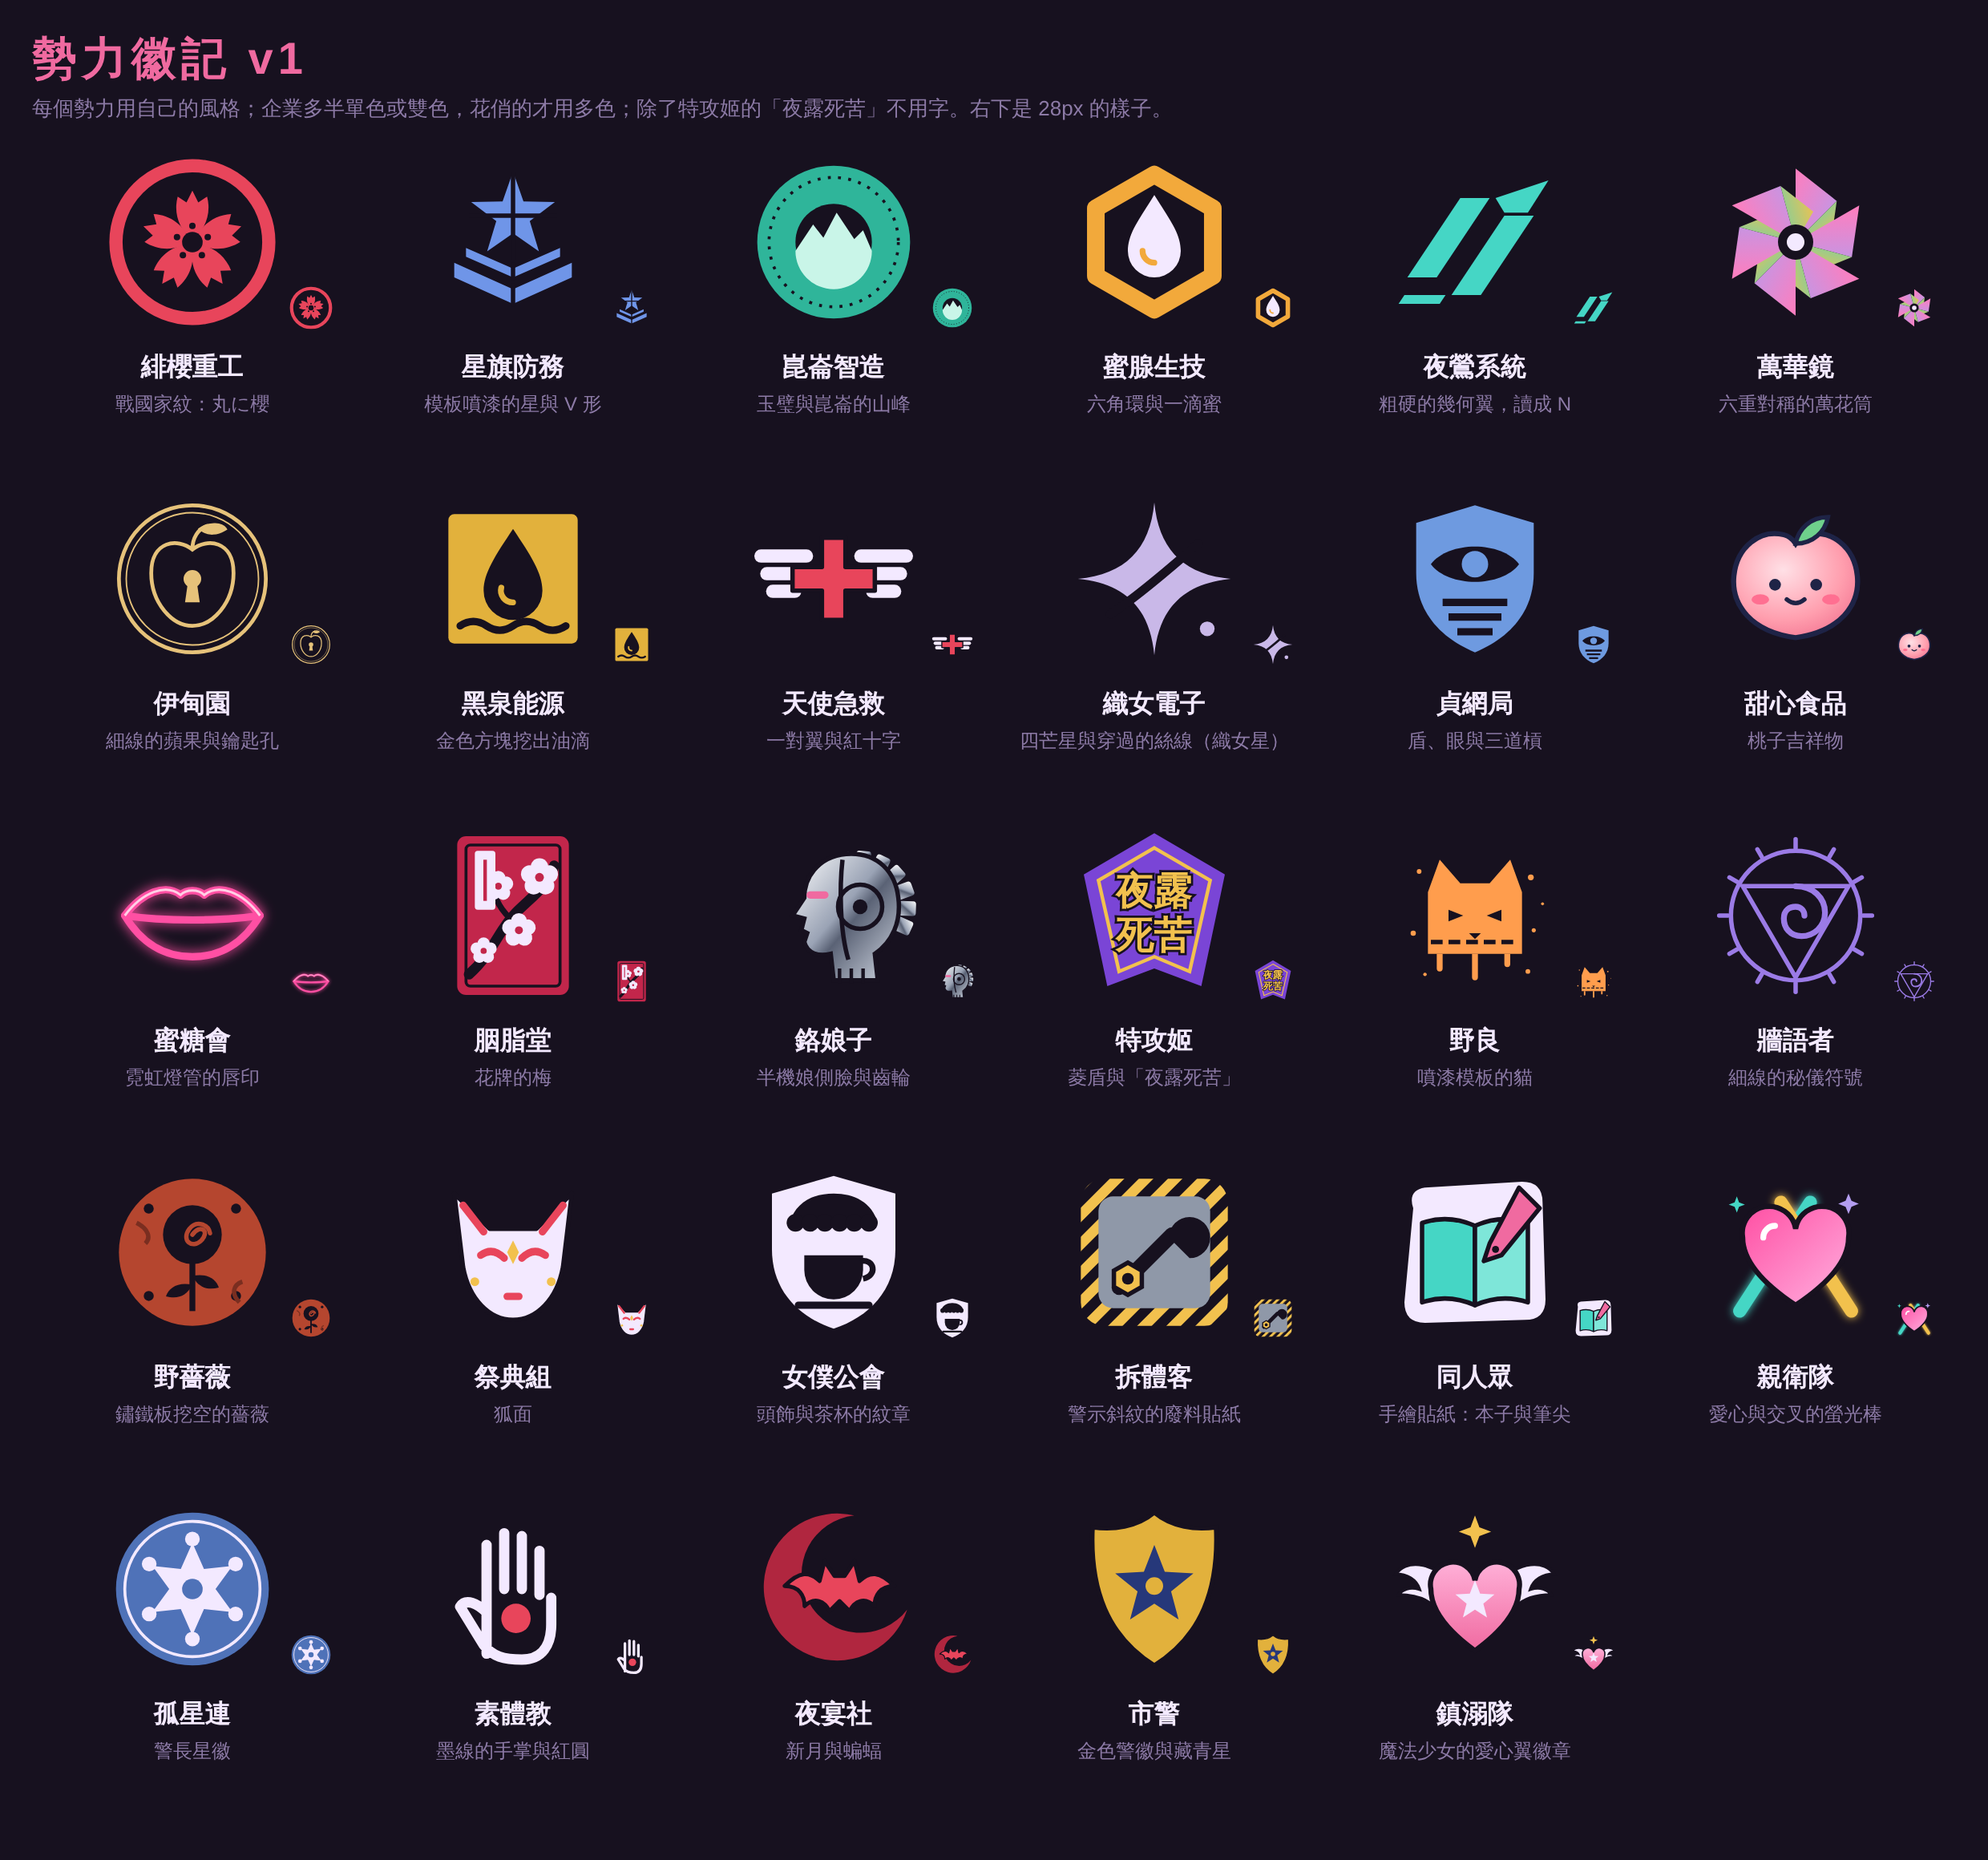 勢力徽記 v1
每個勢力用自己的風格；企業多半單色或雙色，花俏的才用多色；除了特攻姬的「夜露死苦」不用字。右下是 28px 的樣子。
緋櫻重工 星旗防務 崑崙智造 蜜腺生技 夜鶯系統 萬華鏡
戰國家紋：丸に櫻 模板噴漆的星與 V 形 玉璧與崑崙的山峰 六角環與一滴蜜 粗硬的幾何翼，讀成 N 六重對稱的萬花筒
伊甸園 黑泉能源 天使急救 織女電子 貞網局 甜心食品
細線的蘋果與鑰匙孔 金色方塊挖出油滴 一對翼與紅十字 四芒星與穿過的絲線（織女星） 盾、眼與三道槓 桃子吉祥物
夜露
死苦
夜露
死苦
蜜糖會 胭脂堂 鉻娘子 特攻姬 野良 牆語者
霓虹燈管的唇印 花牌的梅 半機娘側臉與齒輪 菱盾與「夜露死苦」 噴漆模板的貓 細線的秘儀符號
野薔薇 祭典組 女僕公會 拆體客 同人眾 親衛隊
鏽鐵板挖空的薔薇 狐面 頭飾與茶杯的紋章 警示斜紋的廢料貼紙 手繪貼紙：本子與筆尖 愛心與交叉的螢光棒
孤星連 素體教 夜宴社 市警 鎮溺隊
警長星徽 墨線的手掌與紅圓 新月與蝙蝠 金色警徽與藏青星 魔法少女的愛心翼徽章